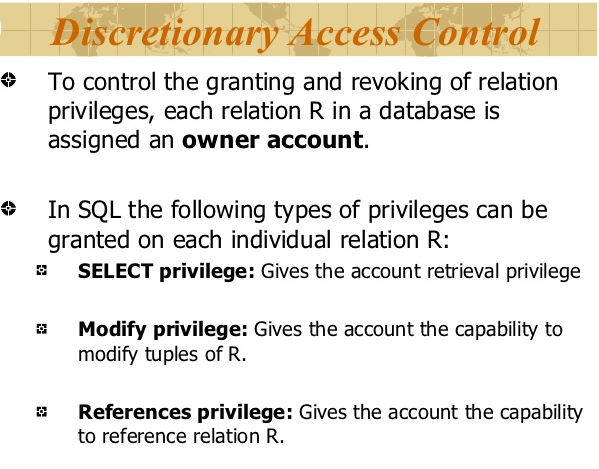 Discretionary Access Control
To control the granting and revoking of relation
privileges, each relation R in a database is
assigned an owner account.
In SQL the following types of privileges can be
granted on each individual relation R:
SELECT privilege: Gives the account retrieval privilege
Modify privilege: Gives the account the capability to
modify tuples of R.
References privilege: Gives the account the capability
to reference relation R.